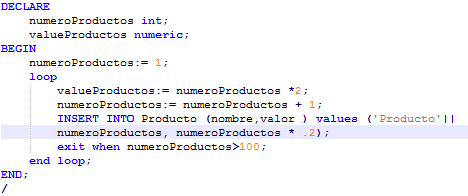 DECLARE
numeroProductos int;
valueProductos numeric;
BEGIN
numeroProductos:= 1;
loop
valueProductos:= numeroProductos *2;
numeroProductos:= numeroProductos + 1;
INSERT INTO Producto (nombre,valor ) values ('Producto'||
numeroProductos, numeroProductos * .2);
exit when numeroProductos>100;
end loop;
END;
/